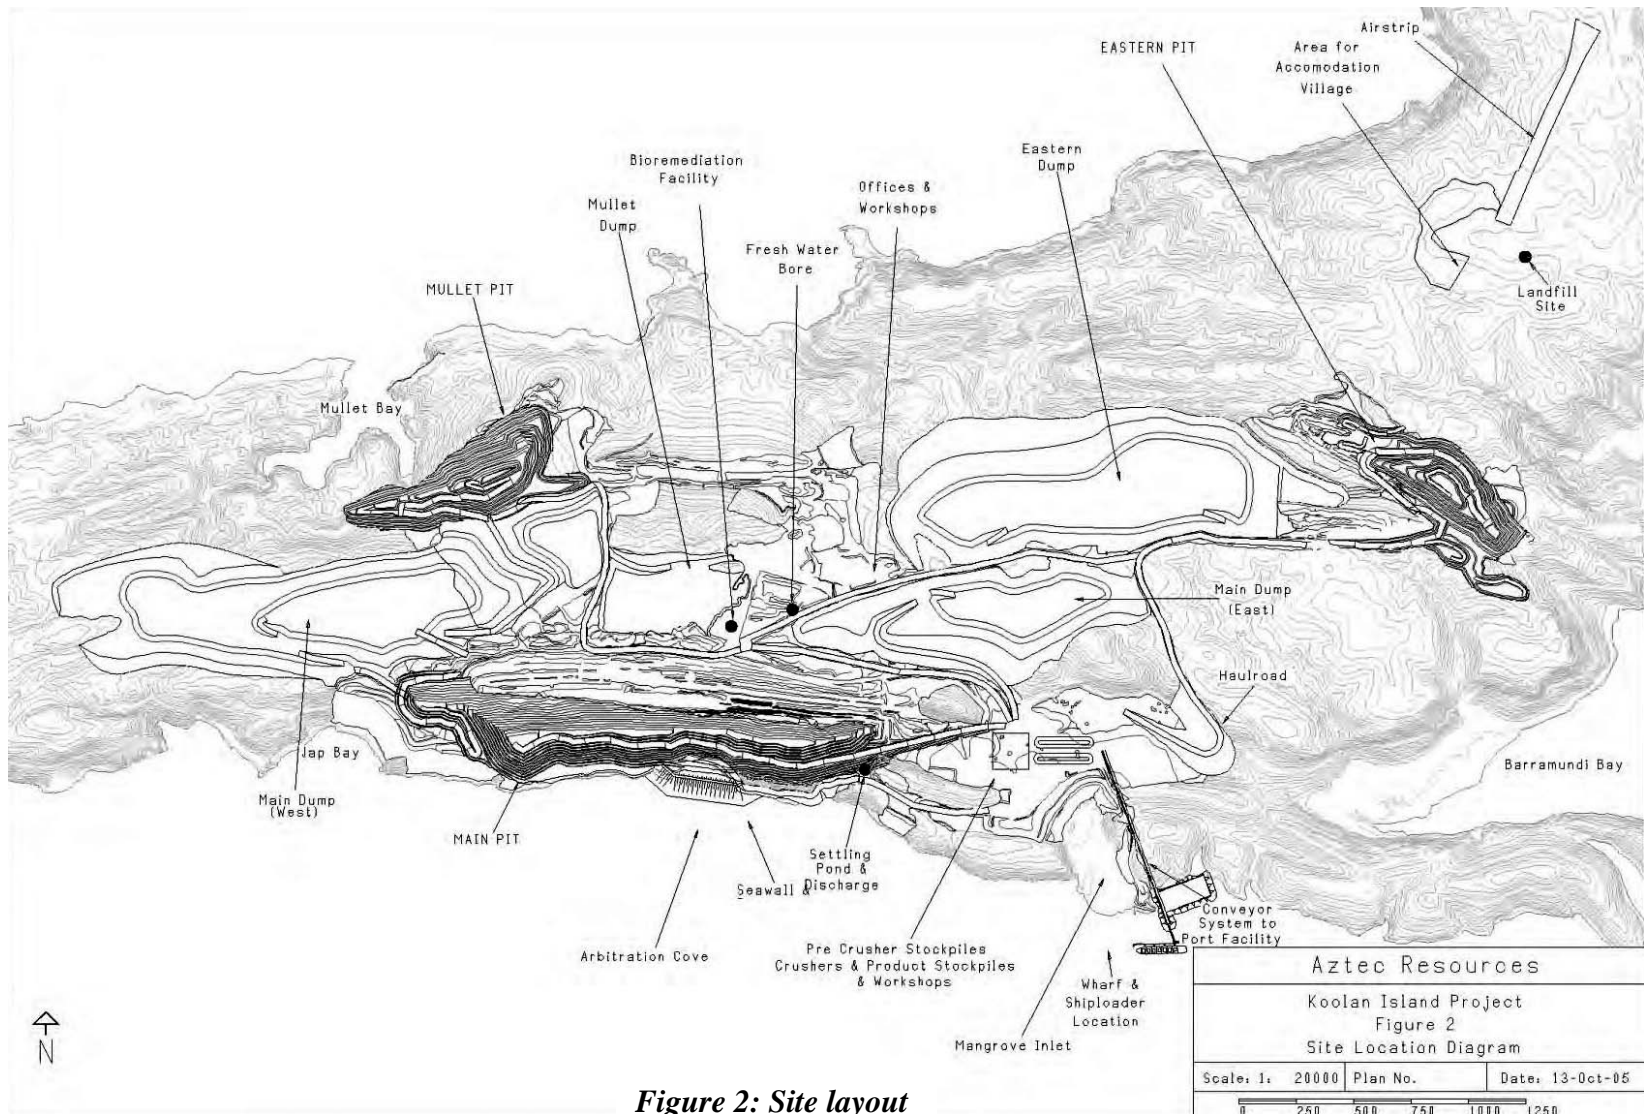 Airstrip
EASTERN PIT
Area for
Accomodation
Village
Bioremediation
Facility
Eastern
Dump
Offices &
Workshops
Mullet
Dump
Fresh Water
Bore
MULLET PIT
Landfill
Site
Mullet Bay
Main Dump
(East)
Haulroad
Jap Bay
Barramundi Bay
Main Dump
(West)
MAIN PIT
Settling
Pond &
Discharge
Seawall &
Conveyor
System to
Port Facility
Arbitration Cove
Pre Crusher Stockpiles
Crushers & Product Stockpiles
& Workshops
Wharf &
Shiploader
Location
Mangrove Inlet
N
Aztec Resources
Koolan Island Project
Figure 2
Site Location Diagram
Scale: 1: 20000
Plan No.
Date: 13-Oct-05
0 250 500 750 1000 1250
Figure 2: Site layout